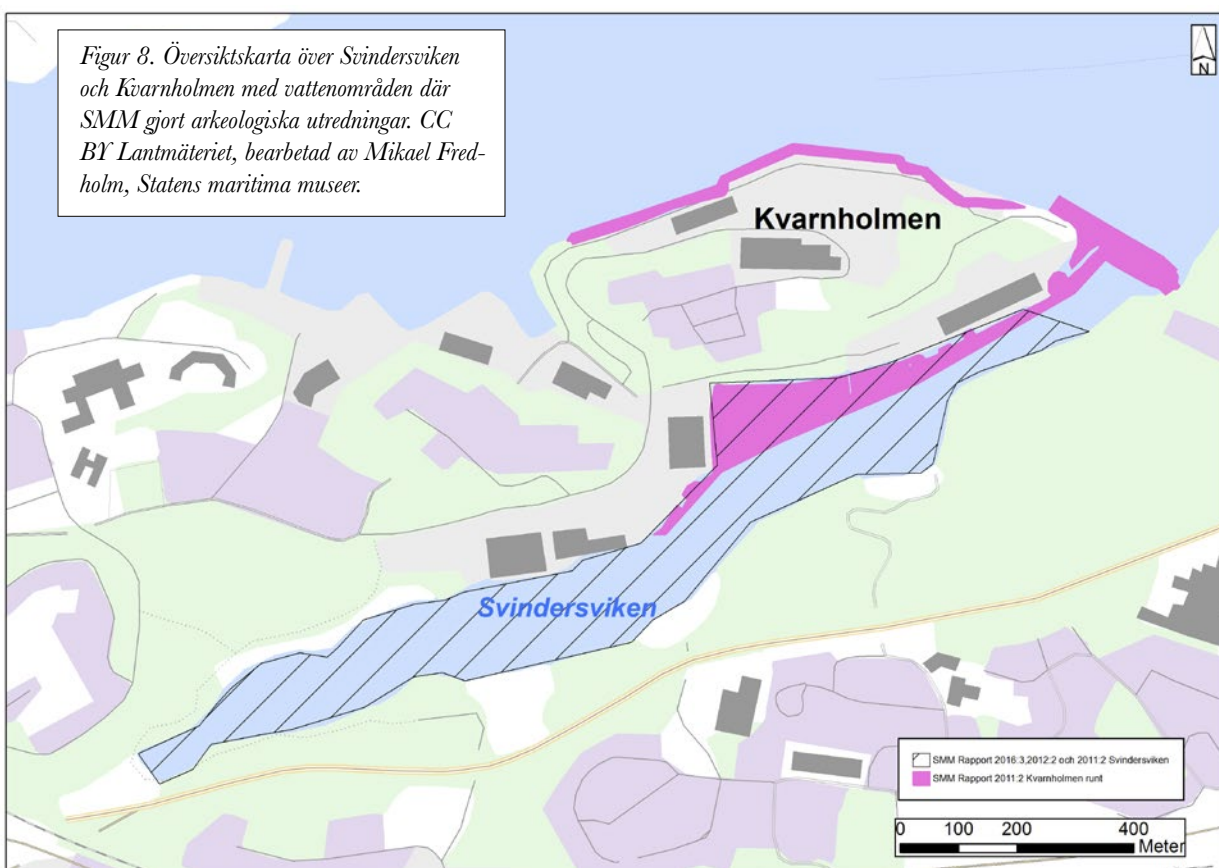 Figur 8. Översiktskarta över Svindersviken
och Kvarnholmen med vattenområden där
SMM gjort arkeologiska utredningar. CC
BY Lantmäteriet, bearbetad av Mikael Fred-
holm, Statens maritima museer.
N
Kvarnholmen
Svindersviken
SMM Rapport 2016:3,2012:2 och 2011:2 Svindersviken
SMM Rapport 2011:2 Kvarnholmen runt
0 100 200 400
Meter